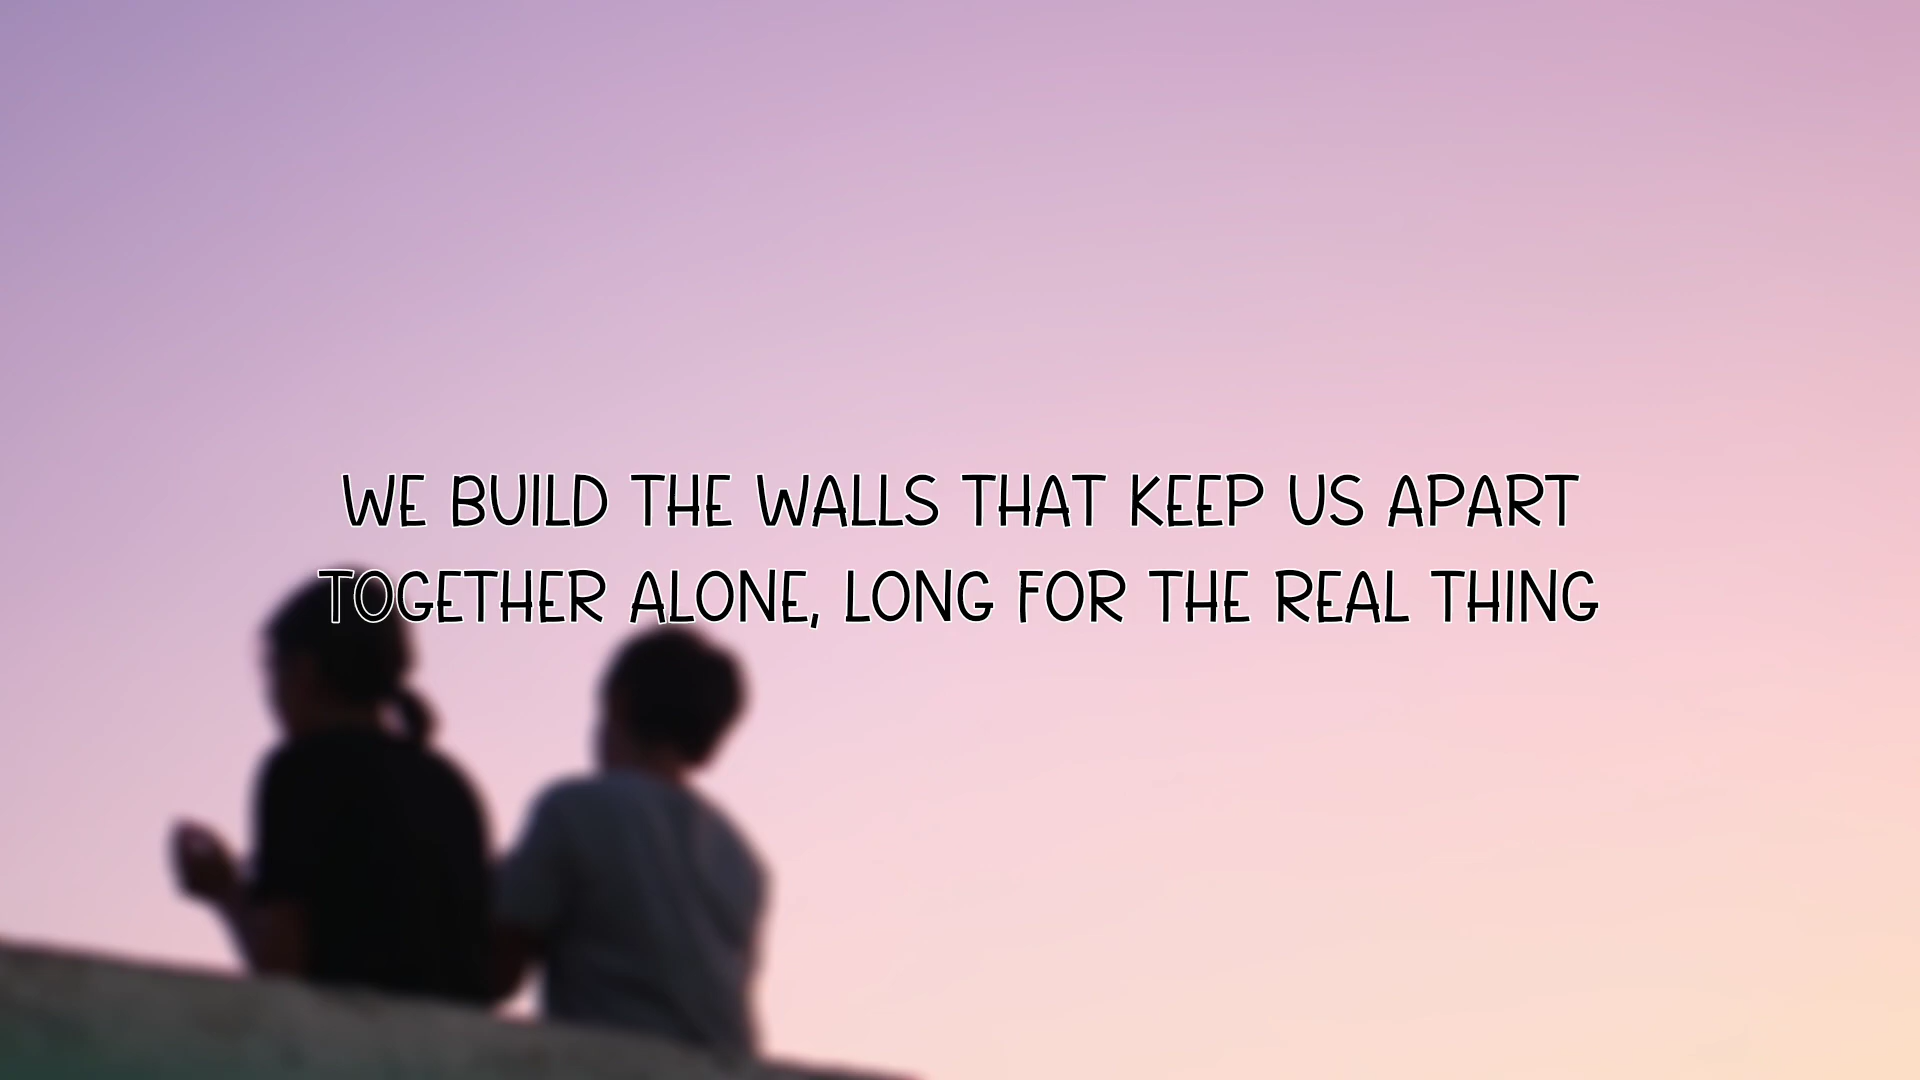 WE BUILD THE WALLS THAT KEEP US APART
TOGETHER ALONE, LONG FOR THE REAL THING